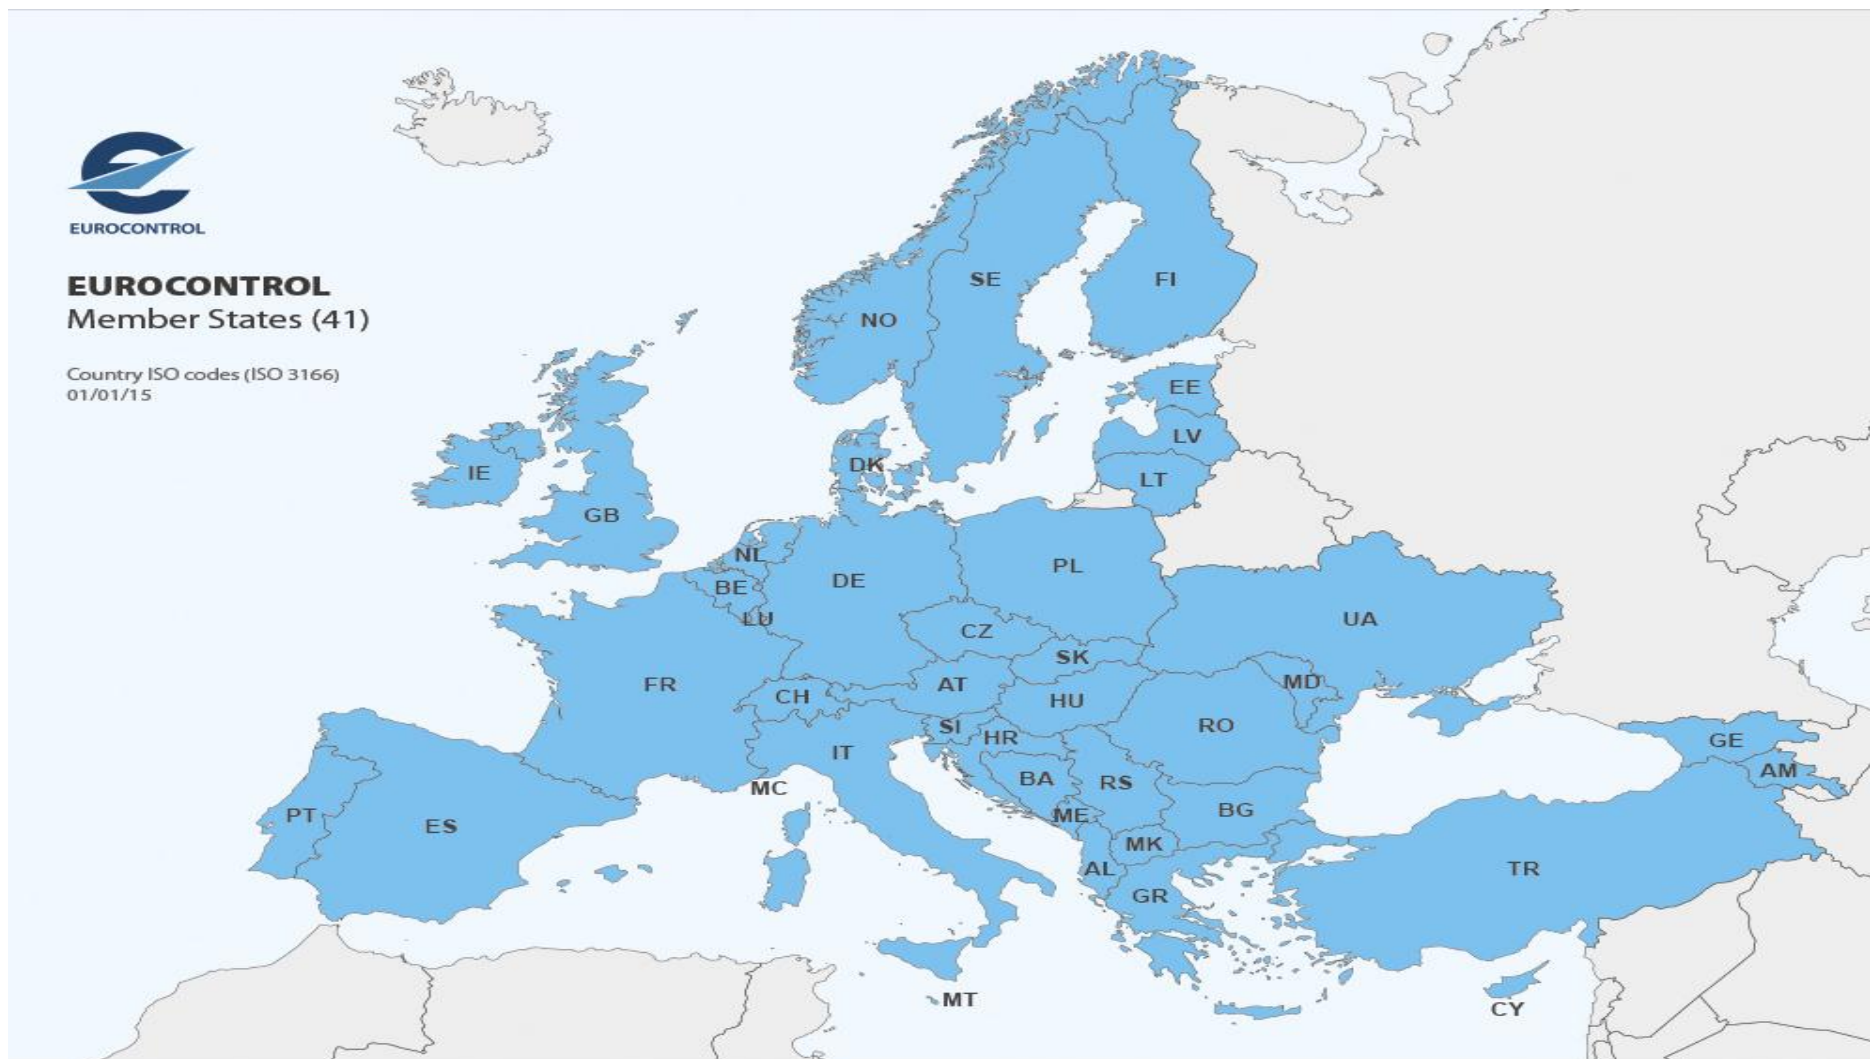 EUROCONTROL
EUROCONTROL
Member States (41)
Country ISO codes (ISO 3166)
01/01/15
SE
FI
NO
EE
LV
DK
IE
LT
GB
NL
PL
DE
BE
LU
UA
CZ
SK
FR
AT
MD
CH
HU
SI
RO
HR
IT
GE
AM
BA
RS
MC
BG
PT
ME
ES
MK
AL
TR
GR
MT
CY